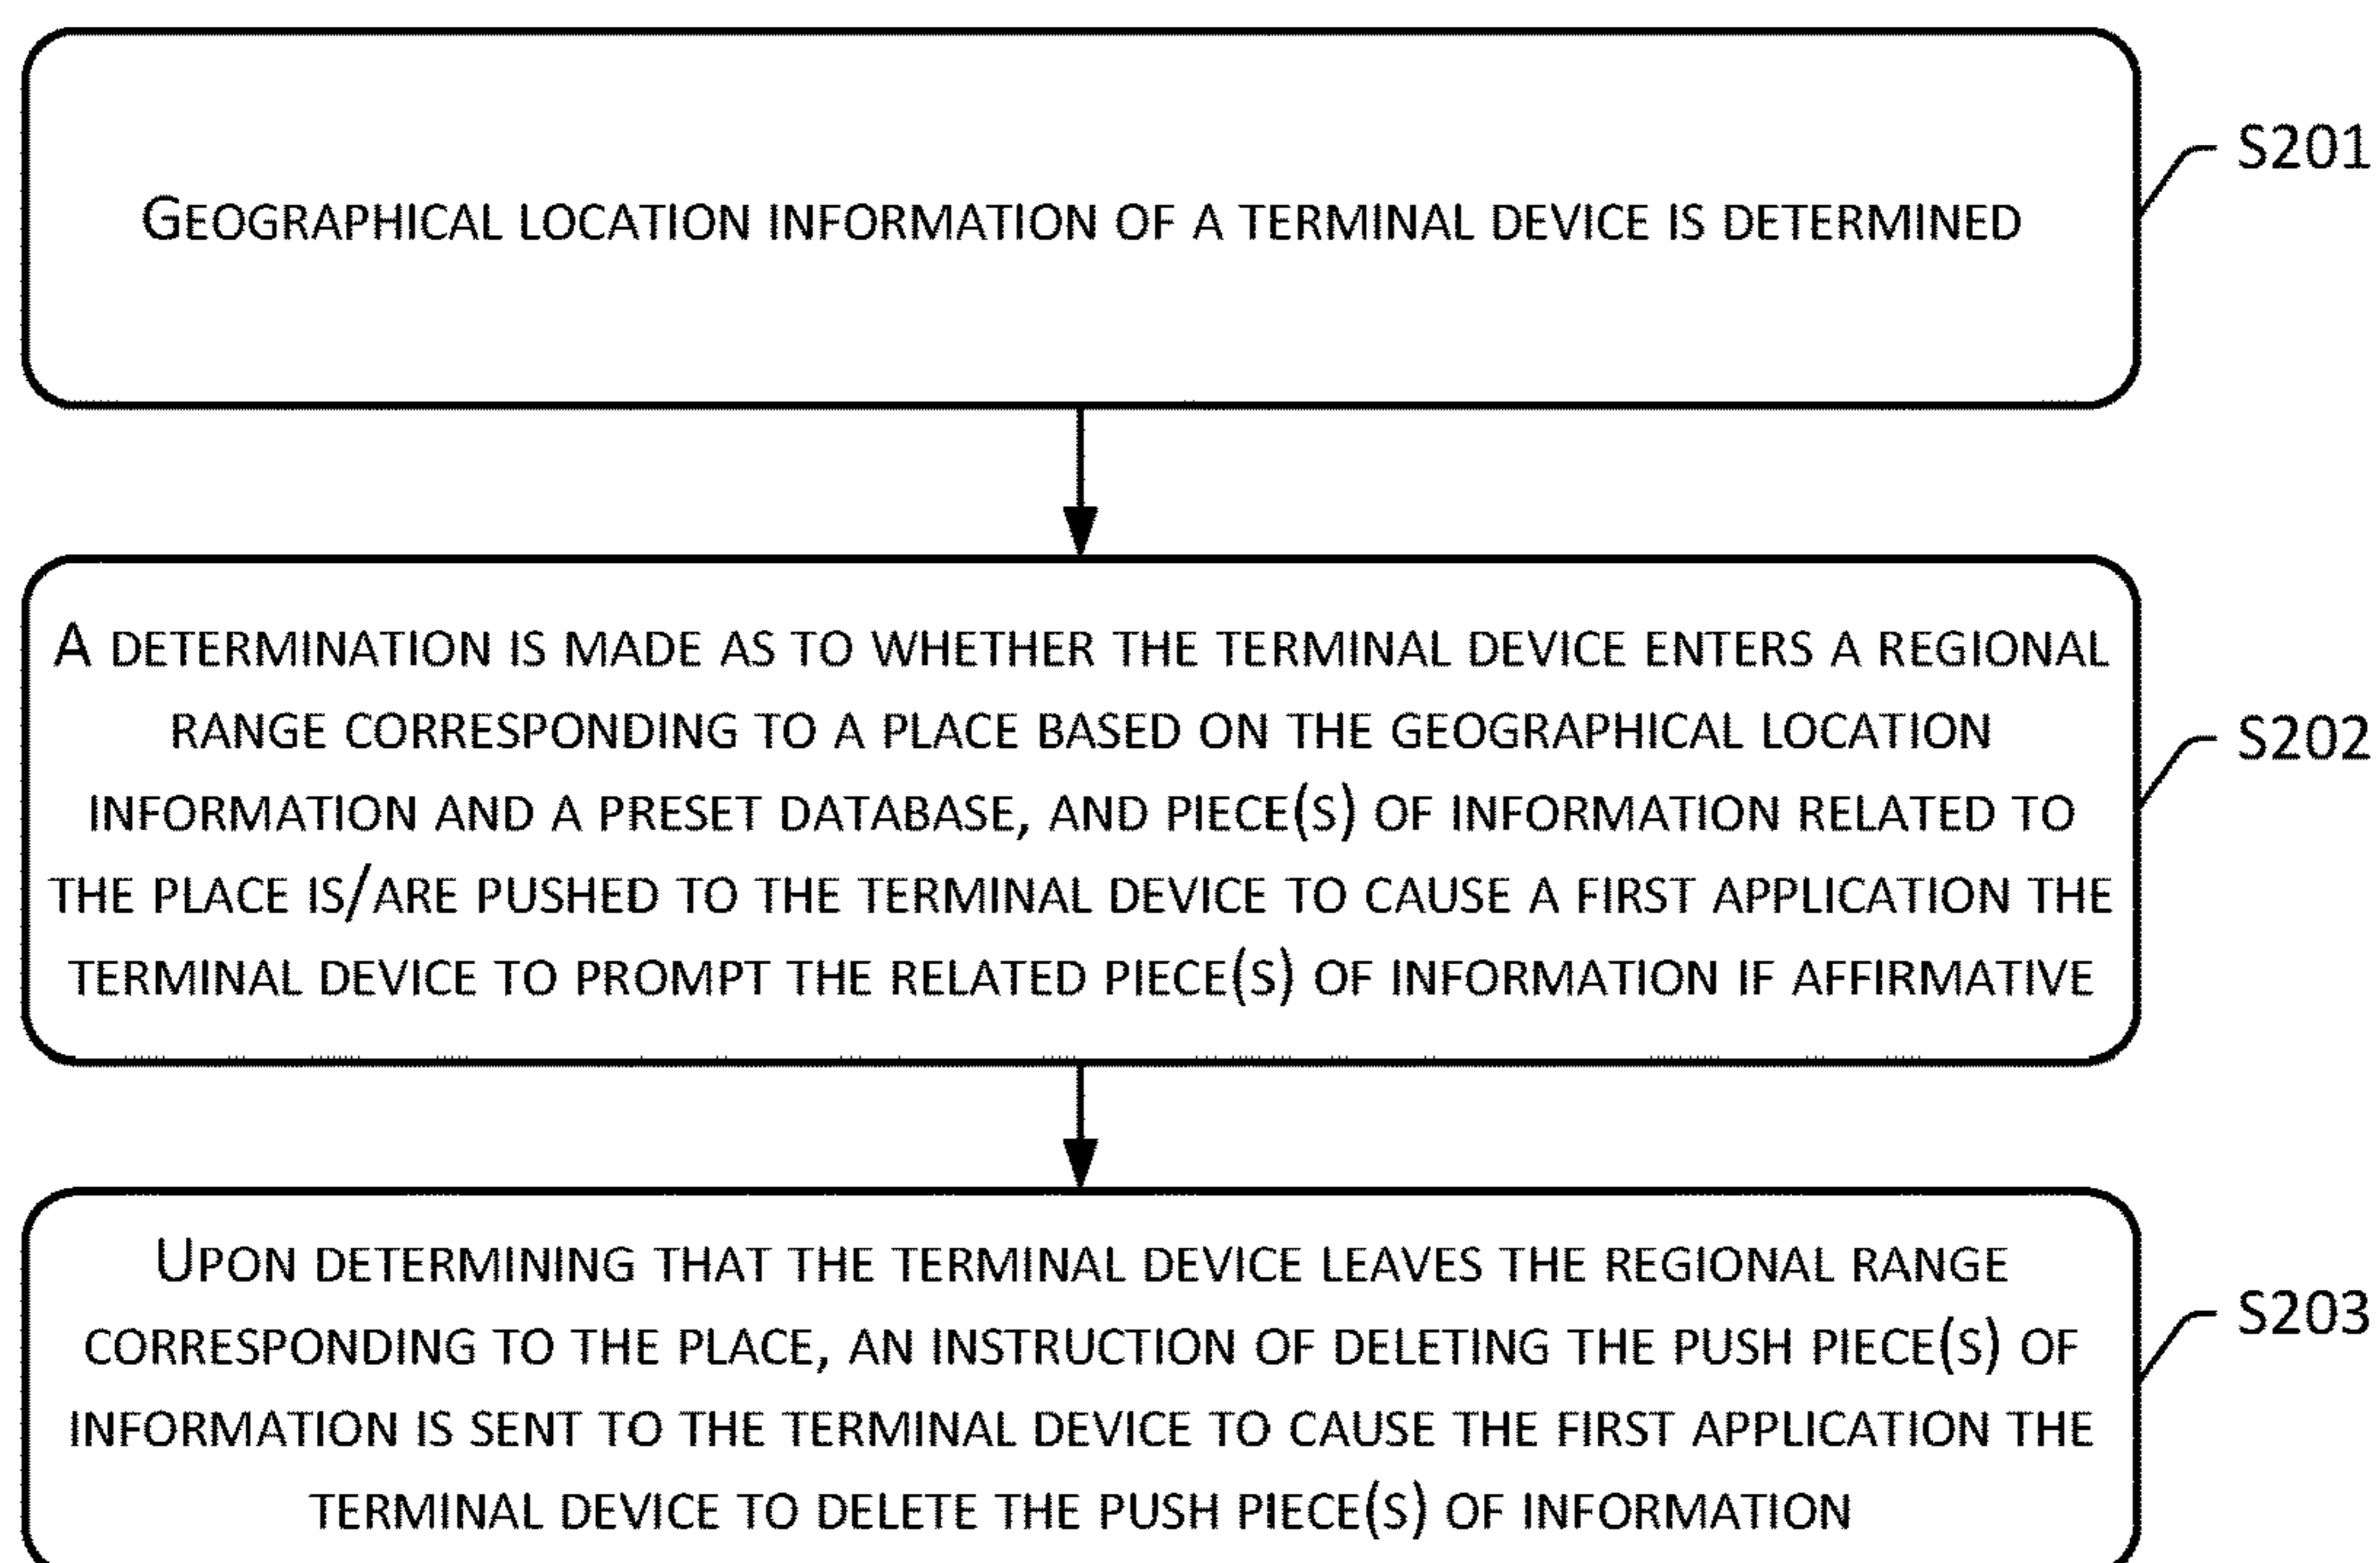 GEOGRAPHICAL LOCATION INFORMATION OF A TERMINAL DEVICE IS DETERMINED
S201
A DETERMINATION IS MADE AS TO WHETHER THE TERMINAL DEVICE ENTERS A REGIONAL
RANGE CORRESPONDING TO A PLACE BASED ON THE GEOGRAPHICAL LOCATION
INFORMATION AND A PRESET DATABASE, AND PIECE(S) OF INFORMATION RELATED TO
THE PLACE IS/ARE PUSHED TO THE TERMINAL DEVICE TO CAUSE A FIRST APPLICATION THE
TERMINAL DEVICE TO PROMPT THE RELATED PIECE(S) OF INFORMATION IF AFFIRMATIVE
S202
UPON DETERMINING THAT THE TERMINAL DEVICE LEAVES THE REGIONAL RANGE
CORRESPONDING TO THE PLACE, AN INSTRUCTION OF DELETING THE PUSH PIECE(S) OF
INFORMATION IS SENT TO THE TERMINAL DEVICE TO CAUSE THE FIRST APPLICATION THE
TERMINAL DEVICE TO DELETE THE PUSH PIECE(S) OF INFORMATION
S203